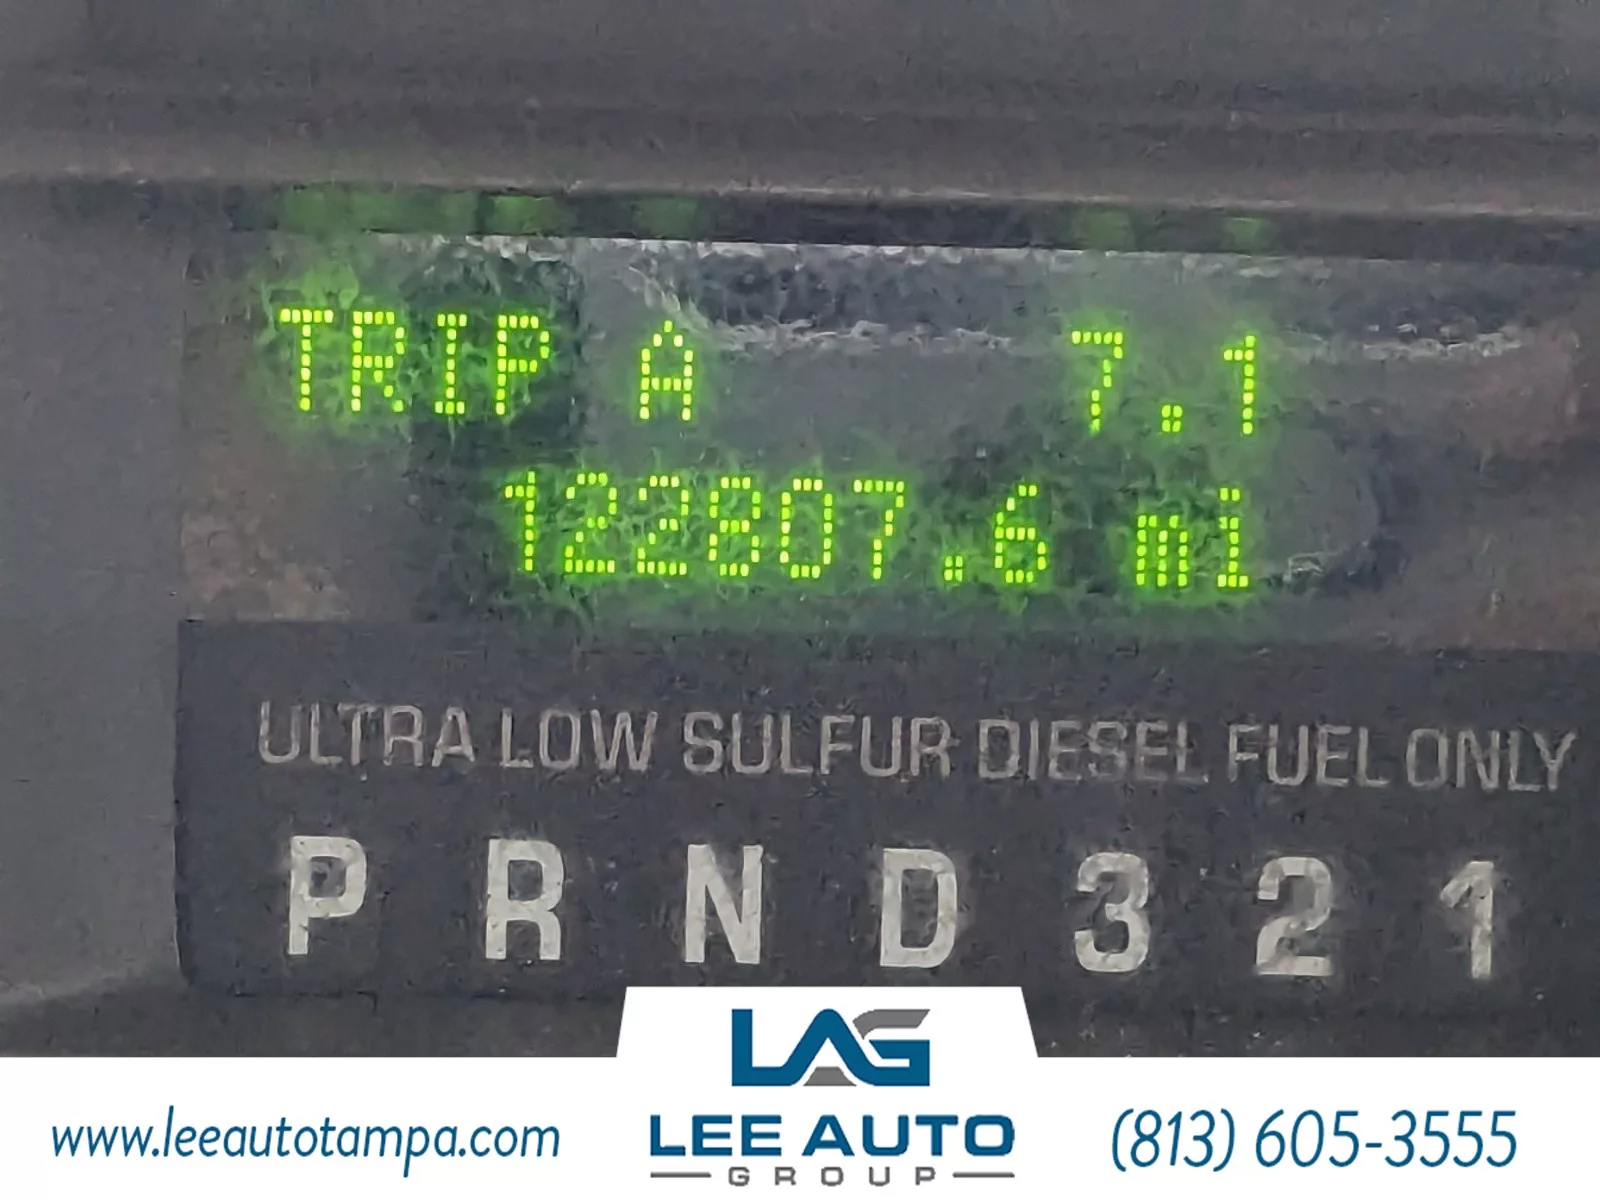 TRIP A 7.1
122807.6 mi
ULTRA LOW SULFUR DIESEL FUEL ONLY
P R N D 3 2 1
LAG
www.leeautotampa.com LEE AUTO (813) 605-3555
GROUP